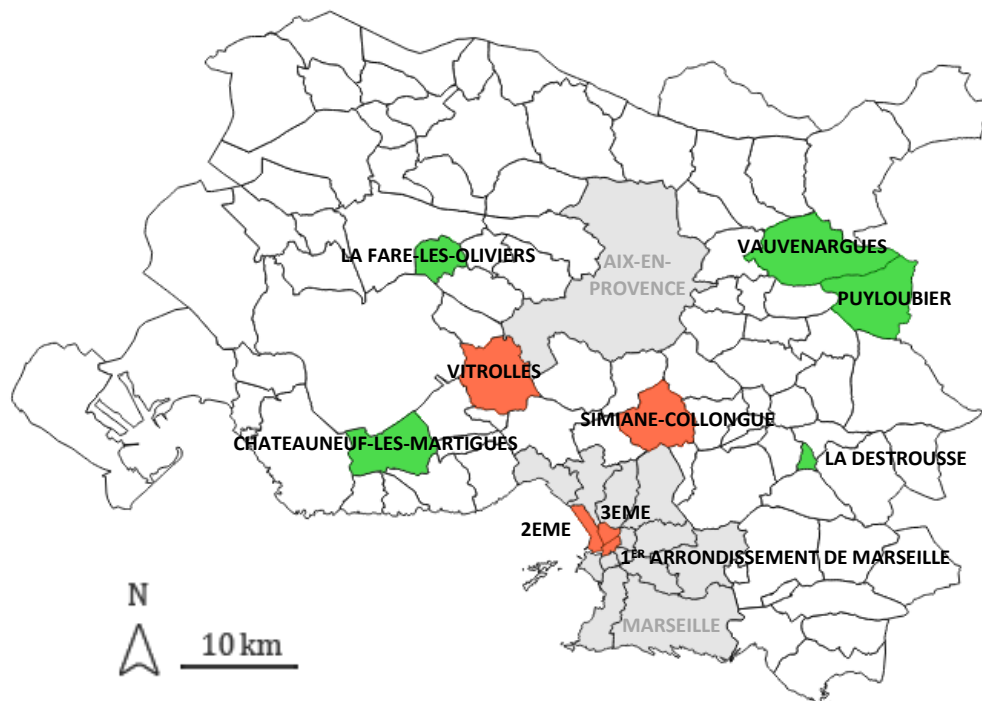 VAUVENARGUES
LA FARE-LES-OLIVIERS
AIX-EN-
PROVENCE
PUYLOUBIER
VITROLLES
SIMIANE-COLLONGUE
CHATEAUNEUF-LES-MARTIGUES
LA DESTROUSSE
3EME
2EME
1ER ARRONDISSEMENT DE MARSEILLE
N
MARSEILLE
10 km